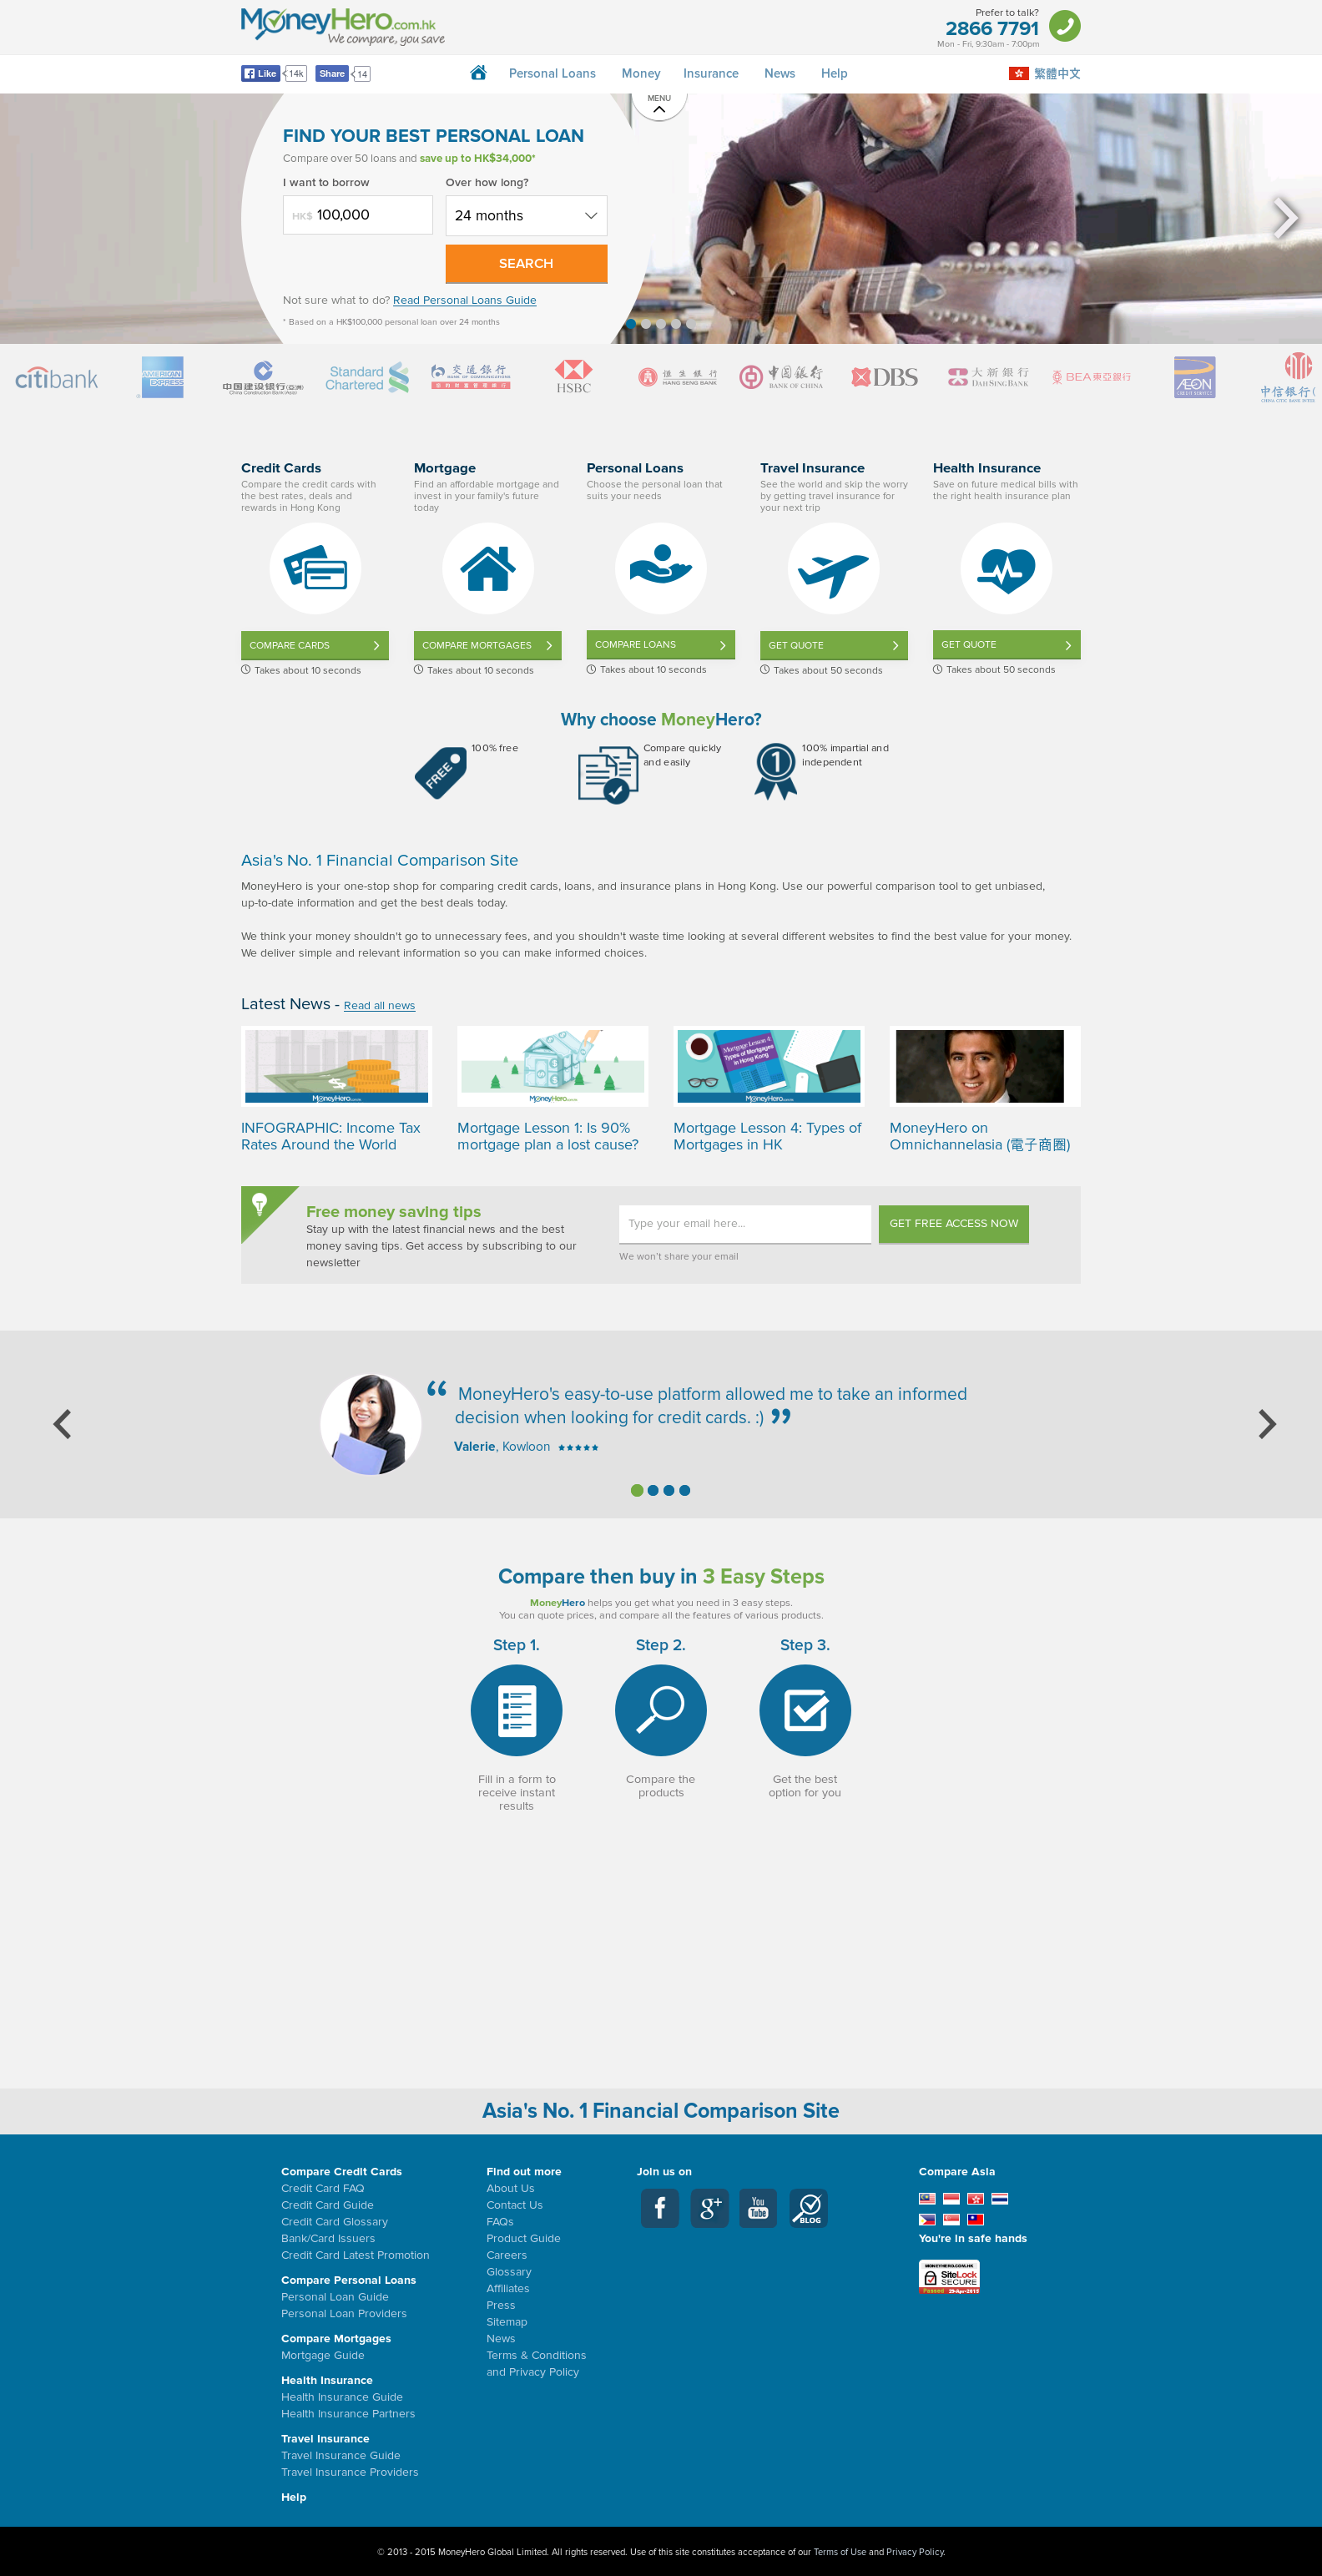 MoneyHero.com.hk
We compare, you save
Prefer to talk?
2866 7791
Mon - Fri, 9:30am - 7:00pm
Like 14k Share 14
Personal Loans Money Insurance News Help
繁體中文
MENU
FIND YOUR BEST PERSONAL LOAN
Compare over 50 loans and save up to HK$34,000*
I want to borrow Over how long?
HK$ 100,000 24 months
SEARCH
Not sure what to do? Read Personal Loans Guide
* Based on a HK$100,000 personal loan over 24 months
citibank
AMERICAN EXPRESS
中国建设银行(亞洲)
China Construction Bank (Asia)
Standard Chartered
交通銀行
BANK OF COMMUNICATIONS
HSBC
恒生銀行
HANG SENG BANK
中國銀行
BANK OF CHINA
DBS
大新銀行
DAH SING BANK
BEA東亞銀行
ÆON
CREDIT SERVICE
中信银行(
CHINA CITIC BANK INTER
Credit Cards
Compare the credit cards with
the best rates, deals and
rewards in Hong Kong
COMPARE CARDS
Takes about 10 seconds
Mortgage
Find an affordable mortgage and
invest in your family's future
today
COMPARE MORTGAGES
Takes about 10 seconds
Personal Loans
Choose the personal loan that
suits your needs
COMPARE LOANS
Takes about 10 seconds
Travel Insurance
See the world and skip the worry
by getting travel insurance for
your next trip
GET QUOTE
Takes about 50 seconds
Health Insurance
Save on future medical bills with
the right health insurance plan
GET QUOTE
Takes about 50 seconds
Why choose MoneyHero?
FREE
100% free
Compare quickly
and easily
1
100% impartial and
independent
Asia's No. 1 Financial Comparison Site
MoneyHero is your one-stop shop for comparing credit cards, loans, and insurance plans in Hong Kong. Use our powerful comparison tool to get unbiased,
up-to-date information and get the best deals today.
We think your money shouldn't go to unnecessary fees, and you shouldn't waste time looking at several different websites to find the best value for your money.
We deliver simple and relevant information so you can make informed choices.
Latest News - Read all news
MoneyHero.com.hk
INFOGRAPHIC: Income Tax
Rates Around the World
MoneyHero.com.hk
Mortgage Lesson 1: Is 90%
mortgage plan a lost cause?
Mortgage Lesson 4:
Types of Mortgages
in Hong Kong
MoneyHero.com.hk
Mortgage Lesson 4: Types of
Mortgages in HK
MoneyHero on
Omnichannelasia (電子商圈)
Free money saving tips
Stay up with the latest financial news and the best
money saving tips. Get access by subscribing to our
newsletter
Type your email here...
GET FREE ACCESS NOW
We won't share your email
“ MoneyHero's easy-to-use platform allowed me to take an informed
decision when looking for credit cards. :) ”
Valerie, Kowloon ★★★★★
Compare then buy in 3 Easy Steps
MoneyHero helps you get what you need in 3 easy steps.
You can quote prices, and compare all the features of various products.
Step 1.
Fill in a form to
receive instant
results
Step 2.
Compare the
products
Step 3.
Get the best
option for you
Asia's No. 1 Financial Comparison Site
Compare Credit Cards
Credit Card FAQ
Credit Card Guide
Credit Card Glossary
Bank/Card Issuers
Credit Card Latest Promotion
Compare Personal Loans
Personal Loan Guide
Personal Loan Providers
Compare Mortgages
Mortgage Guide
Health Insurance
Health Insurance Guide
Health Insurance Partners
Travel Insurance
Travel Insurance Guide
Travel Insurance Providers
Help
Find out more
About Us
Contact Us
FAQs
Product Guide
Careers
Glossary
Affiliates
Press
Sitemap
News
Terms & Conditions
and Privacy Policy
Join us on
f
g+
You Tube
BLOG
Compare Asia
You're in safe hands
MONEYHERO.COM.HK
SiteLock
SECURE
Passed 29-Apr-2015
© 2013 - 2015 MoneyHero Global Limited. All rights reserved. Use of this site constitutes acceptance of our Terms of Use and Privacy Policy.